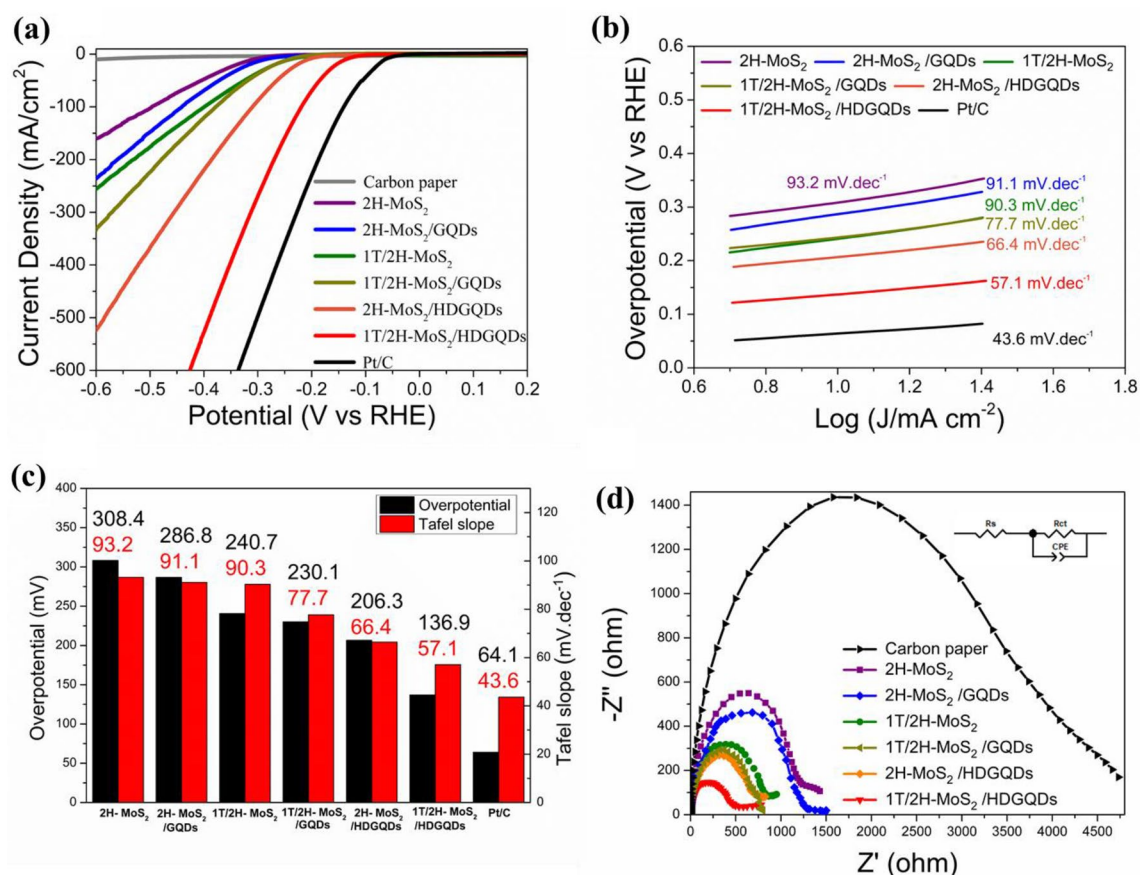 (a)
0
-100
-200
-300
-400
-500
-600
Current Density (mA/cm²)
Carbon paper
2H-MoS₂
2H-MoS₂/GQDs
1T/2H-MoS₂
1T/2H-MoS₂/GQDs
2H-MoS₂/HDGQDs
1T/2H-MoS₂/HDGQDs
Pt/C
-0.6 -0.5 -0.4 -0.3 -0.2 -0.1 0.0 0.1 0.2
Potential (V vs RHE)
(b)
0.6
0.5
0.4
0.3
0.2
0.1
0.0
Overpotential (V vs RHE)
2H-MoS₂ 2H-MoS₂ /GQDs 1T/2H-MoS₂
1T/2H-MoS₂ /GQDs 2H-MoS₂ /HDGQDs
1T/2H-MoS₂ /HDGQDs Pt/C
93.2 mV.dec⁻¹
91.1 mV.dec⁻¹
90.3 mV.dec⁻¹
77.7 mV.dec⁻¹
66.4 mV.dec⁻¹
57.1 mV.dec⁻¹
43.6 mV.dec⁻¹
0.6 0.8 1.0 1.2 1.4 1.6 1.8
Log (J/mA cm⁻²)
(c)
400
350
300
250
200
150
100
50
0
Overpotential (mV)
Overpotential
Tafel slope
308.4
93.2
286.8
91.1
240.7
90.3
230.1
77.7
206.3
66.4
136.9
57.1
64.1
43.6
120
100
80
60
40
20
0
Tafel slope (mV.dec⁻¹)
2H- MoS₂
2H- MoS₂
/GQDs
1T/2H- MoS₂
1T/2H- MoS₂
/GQDs
2H- MoS₂
/HDGQDs
1T/2H- MoS₂
/HDGQDs
Pt/C
(d)
1400
1200
1000
800
600
400
200
0
-Z" (ohm)
Rs
Rct
CPE
Carbon paper
2H-MoS₂
2H-MoS₂ /GQDs
1T/2H-MoS₂
1T/2H-MoS₂ /GQDs
2H-MoS₂ /HDGQDs
1T/2H-MoS₂ /HDGQDs
0 500 1000 1500 2000 2500 3000 3500 4000 4500
Z' (ohm)